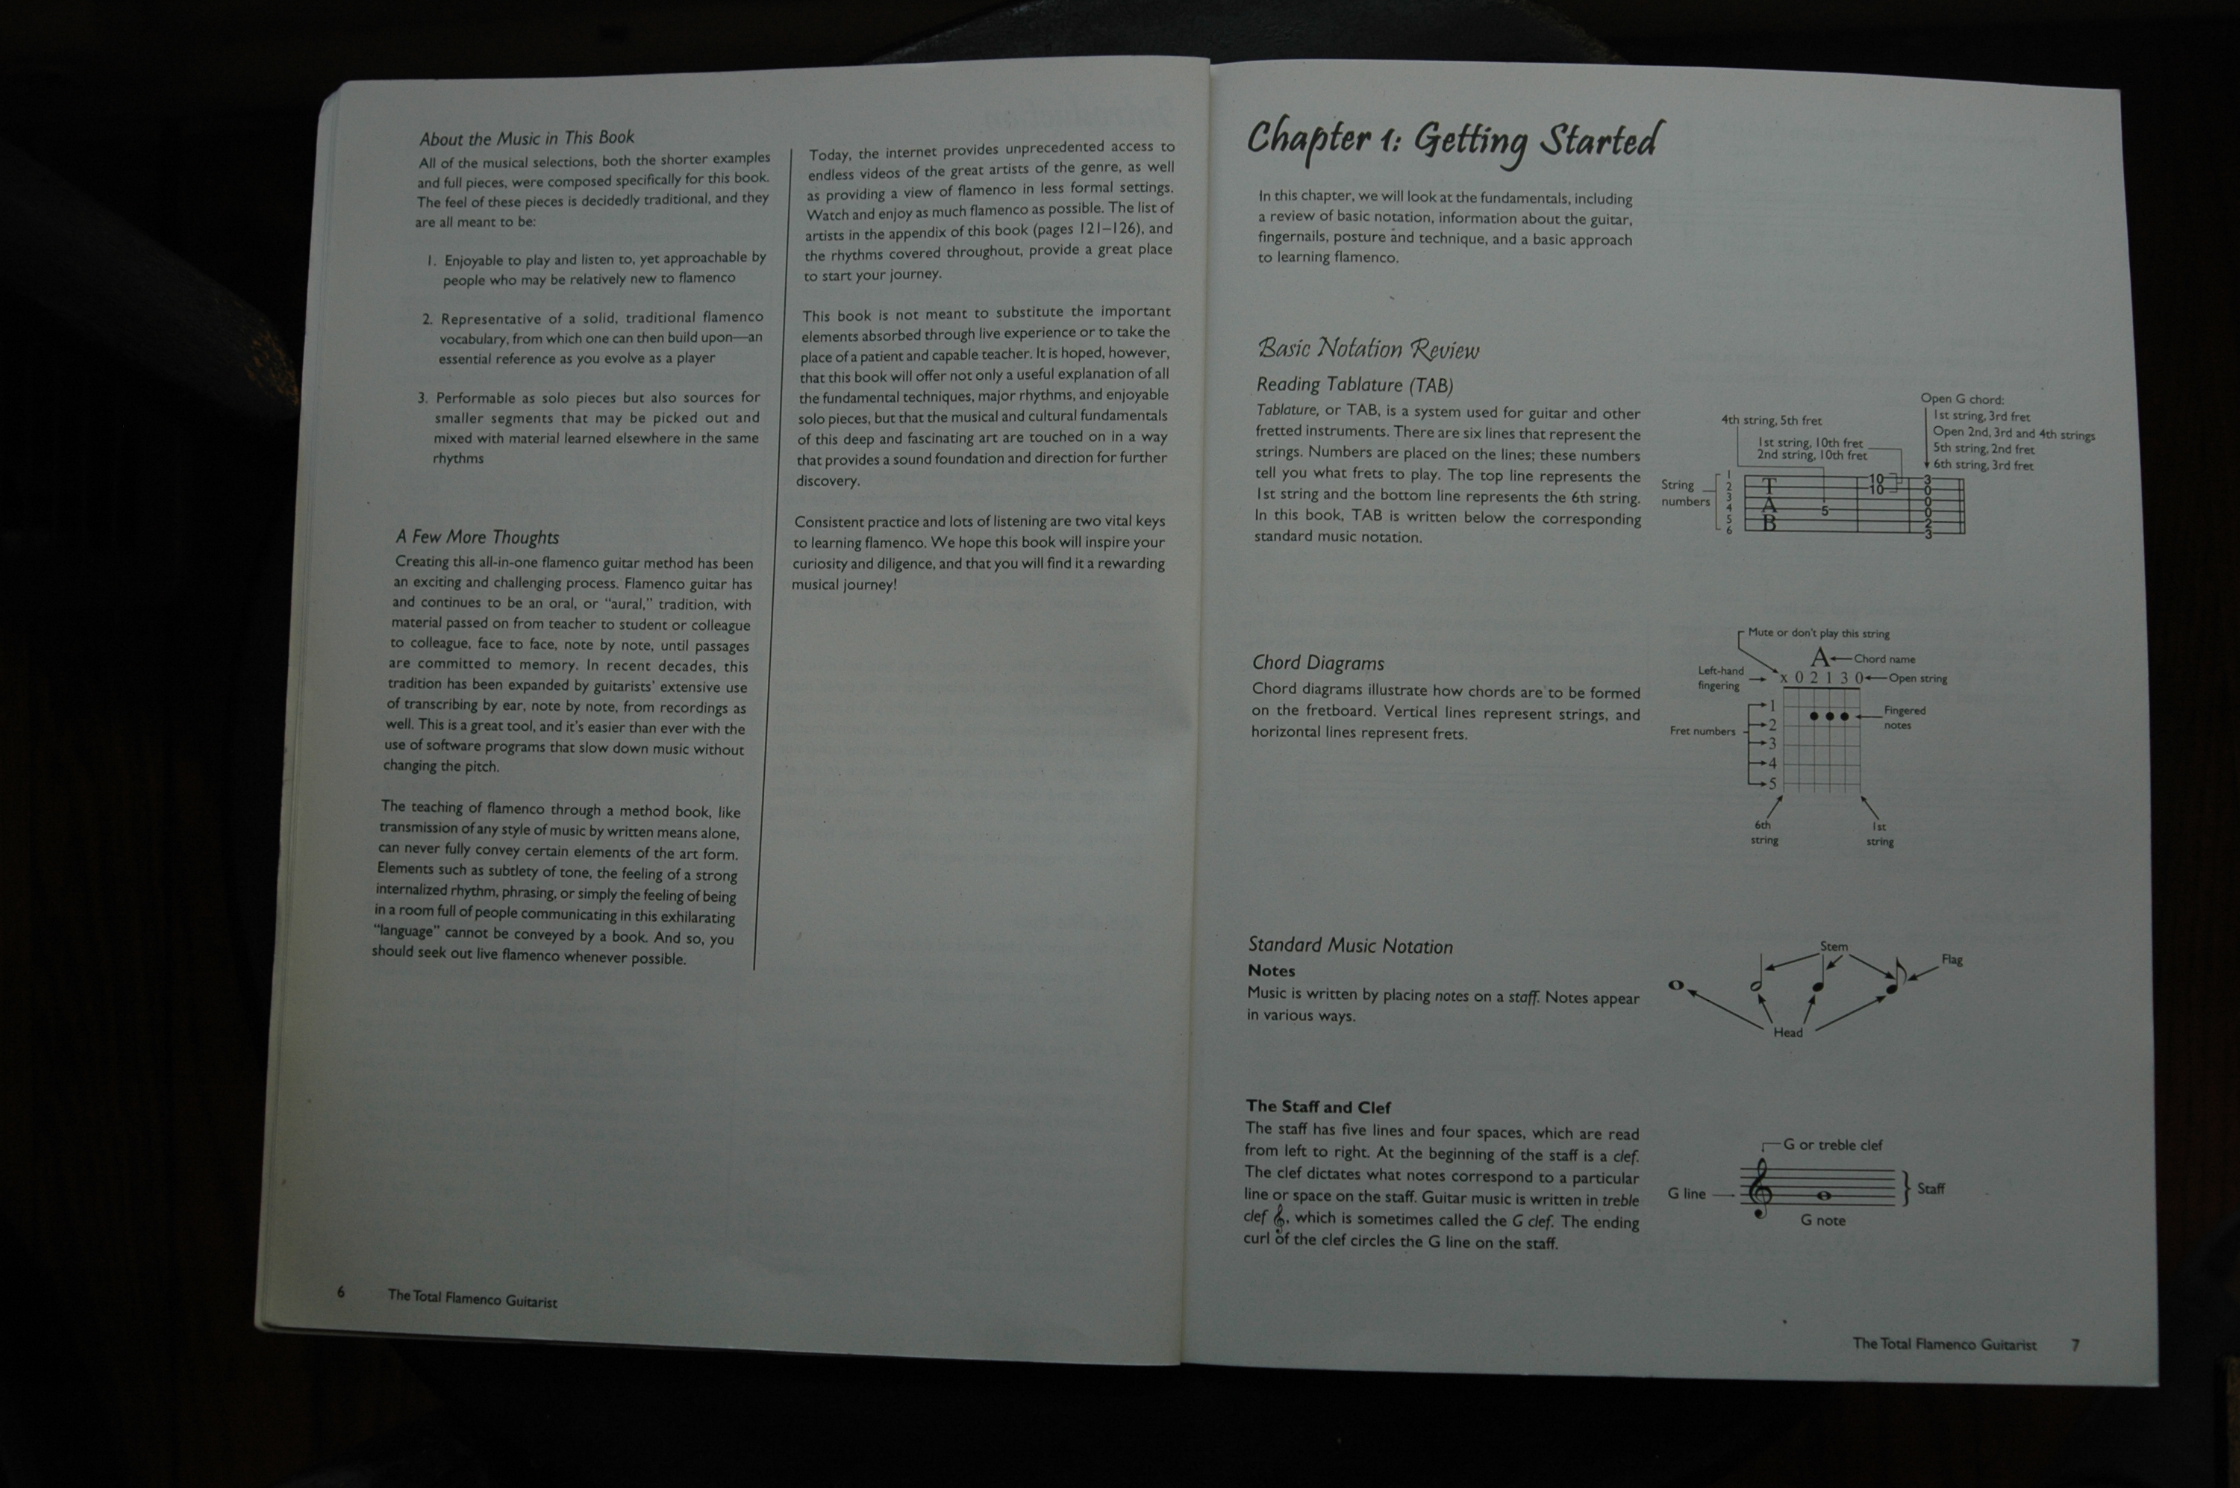 About the Music in This Book
All of the musical selections, both the shorter examples
and full pieces, were composed specifically for this book.
The feel of these pieces is decidedly traditional, and they
are all meant to be:
1. Enjoyable to play and listen to, yet approachable by
people who may be relatively new to flamenco
2. Representative of a solid, traditional flamenco
vocabulary, from which one can then build upon—an
essential reference as you evolve as a player
3. Performable as solo pieces but also sources for
smaller segments that may be picked out and
mixed with material learned elsewhere in the same
rhythms
A Few More Thoughts
Creating this all-in-one flamenco guitar method has been
an exciting and challenging process. Flamenco guitar has
and continues to be an oral, or “aural,” tradition, with
material passed on from teacher to student or colleague
to colleague, face to face, note by note, until passages
are committed to memory. In recent decades, this
tradition has been expanded by guitarists’ extensive use
of transcribing by ear, note by note, from recordings as
well. This is a great tool, and it’s easier than ever with the
use of software programs that slow down music without
changing the pitch.
The teaching of flamenco through a method book, like
transmission of any style of music by written means alone,
can never fully convey certain elements of the art form.
Elements such as subtlety of tone, the feeling of a strong
internalized rhythm, phrasing, or simply the feeling of being
in a room full of people communicating in this exhilarating
“language” cannot be conveyed by a book. And so, you
should seek out live flamenco whenever possible.
Today, the internet provides unprecedented access to
endless videos of the great artists of the genre, as well
as providing a view of flamenco in less formal settings.
Watch and enjoy as much flamenco as possible. The list of
artists in the appendix of this book (pages 121–126), and
the rhythms covered throughout, provide a great place
to start your journey.
This book is not meant to substitute the important
elements absorbed through live experience or to take the
place of a patient and capable teacher. It is hoped, however,
that this book will offer not only a useful explanation of all
the fundamental techniques, major rhythms, and enjoyable
solo pieces, but that the musical and cultural fundamentals
of this deep and fascinating art are touched on in a way
that provides a sound foundation and direction for further
discovery.
Consistent practice and lots of listening are two vital keys
to learning flamenco. We hope this book will inspire your
curiosity and diligence, and that you will find it a rewarding
musical journey!
6 The Total Flamenco Guitarist
Chapter 1: Getting Started
In this chapter, we will look at the fundamentals, including
a review of basic notation, information about the guitar,
fingernails, posture and technique, and a basic approach
to learning flamenco.
Basic Notation Review
Reading Tablature (TAB)
Tablature, or TAB, is a system used for guitar and other
fretted instruments. There are six lines that represent the
strings. Numbers are placed on the lines; these numbers
tell you what frets to play. The top line represents the
1st string and the bottom line represents the 6th string.
In this book, TAB is written below the corresponding
standard music notation.
Open G chord:
1st string, 3rd fret
Open 2nd, 3rd and 4th strings
5th string, 2nd fret
6th string, 3rd fret
4th string, 5th fret
1st string, 10th fret
2nd string, 10th fret
String
numbers
1
2
3
4
5
6
T
A
B
5
10
10
3
0
0
0
2
3
Chord Diagrams
Chord diagrams illustrate how chords are to be formed
on the fretboard. Vertical lines represent strings, and
horizontal lines represent frets.
Mute or don’t play this string
A Chord name
Left-hand
fingering
x 0 2 1 3 0 Open string
Fingered
notes
Fret numbers
1
2
3
4
5
6th
string
1st
string
Standard Music Notation
Notes
Music is written by placing notes on a staff. Notes appear
in various ways.
Stem
Flag
Head
The Staff and Clef
The staff has five lines and four spaces, which are read
from left to right. At the beginning of the staff is a clef.
The clef dictates what notes correspond to a particular
line or space on the staff. Guitar music is written in treble
clef 𝄞, which is sometimes called the G clef. The ending
curl of the clef circles the G line on the staff.
G or treble clef
G line
Staff
G note
The Total Flamenco Guitarist 7